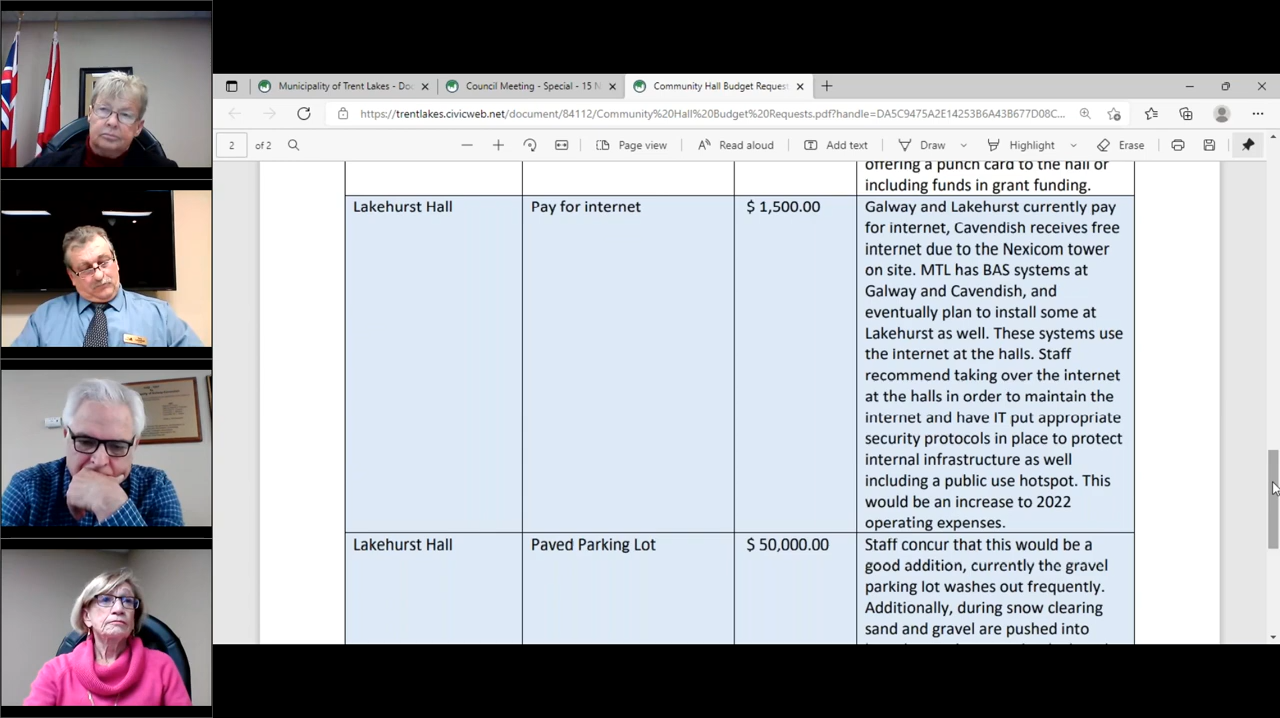 Municipality of Trent Lakes - Doc
Council Meeting - Special - 15 N
Community Hall Budget Request
https://trentlakes.civicweb.net/document/84112/Community%20Hall%20Budget%20Requests.pdf?handle=DA5C9475A2E14253B6A43B677D08C...
2 of 2
Page view
Read aloud
Add text
Draw
Highlight
Erase
offering a punch card to the hall or
including funds in grant funding.
Lakehurst Hall
Pay for internet
$ 1,500.00
Galway and Lakehurst currently pay
for internet, Cavendish receives free
internet due to the Nexicom tower
on site. MTL has BAS systems at
Galway and Cavendish, and
eventually plan to install some at
Lakehurst as well. These systems use
the internet at the halls. Staff
recommend taking over the internet
at the halls in order to maintain the
internet and have IT put appropriate
security protocols in place to protect
internal infrastructure as well
including a public use hotspot. This
would be an increase to 2022
operating expenses.
Lakehurst Hall
Paved Parking Lot
$ 50,000.00
Staff concur that this would be a
good addition, currently the gravel
parking lot washes out frequently.
Additionally, during snow clearing
sand and gravel are pushed into